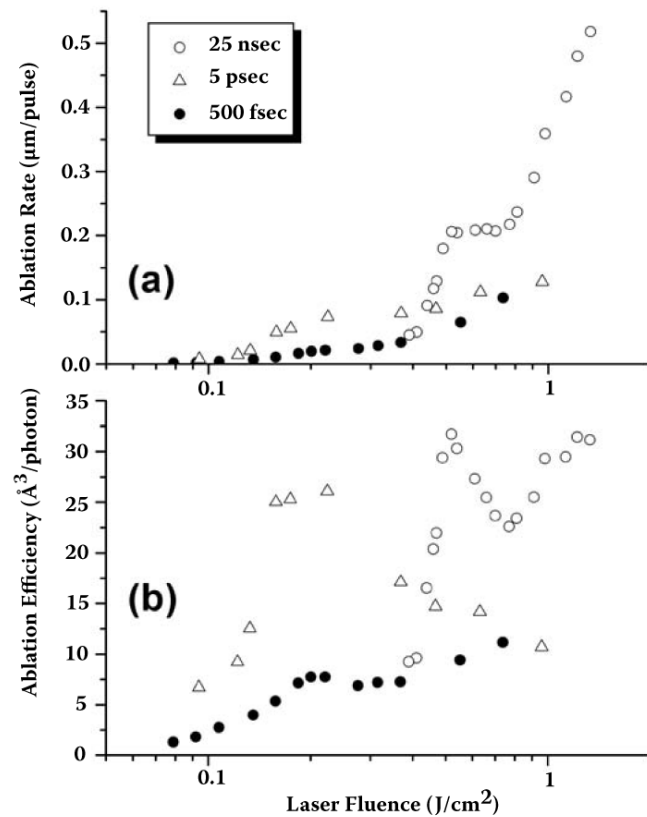 0.5
0.4
0.3
0.2
0.1
0.0
Ablation Rate (µm/pulse)
25 nsec
5 psec
500 fsec
(a)
0.1
1
35
30
25
20
15
10
5
0
Ablation Efficiency (Å³/photon)
(b)
0.1
1
Laser Fluence (J/cm²)